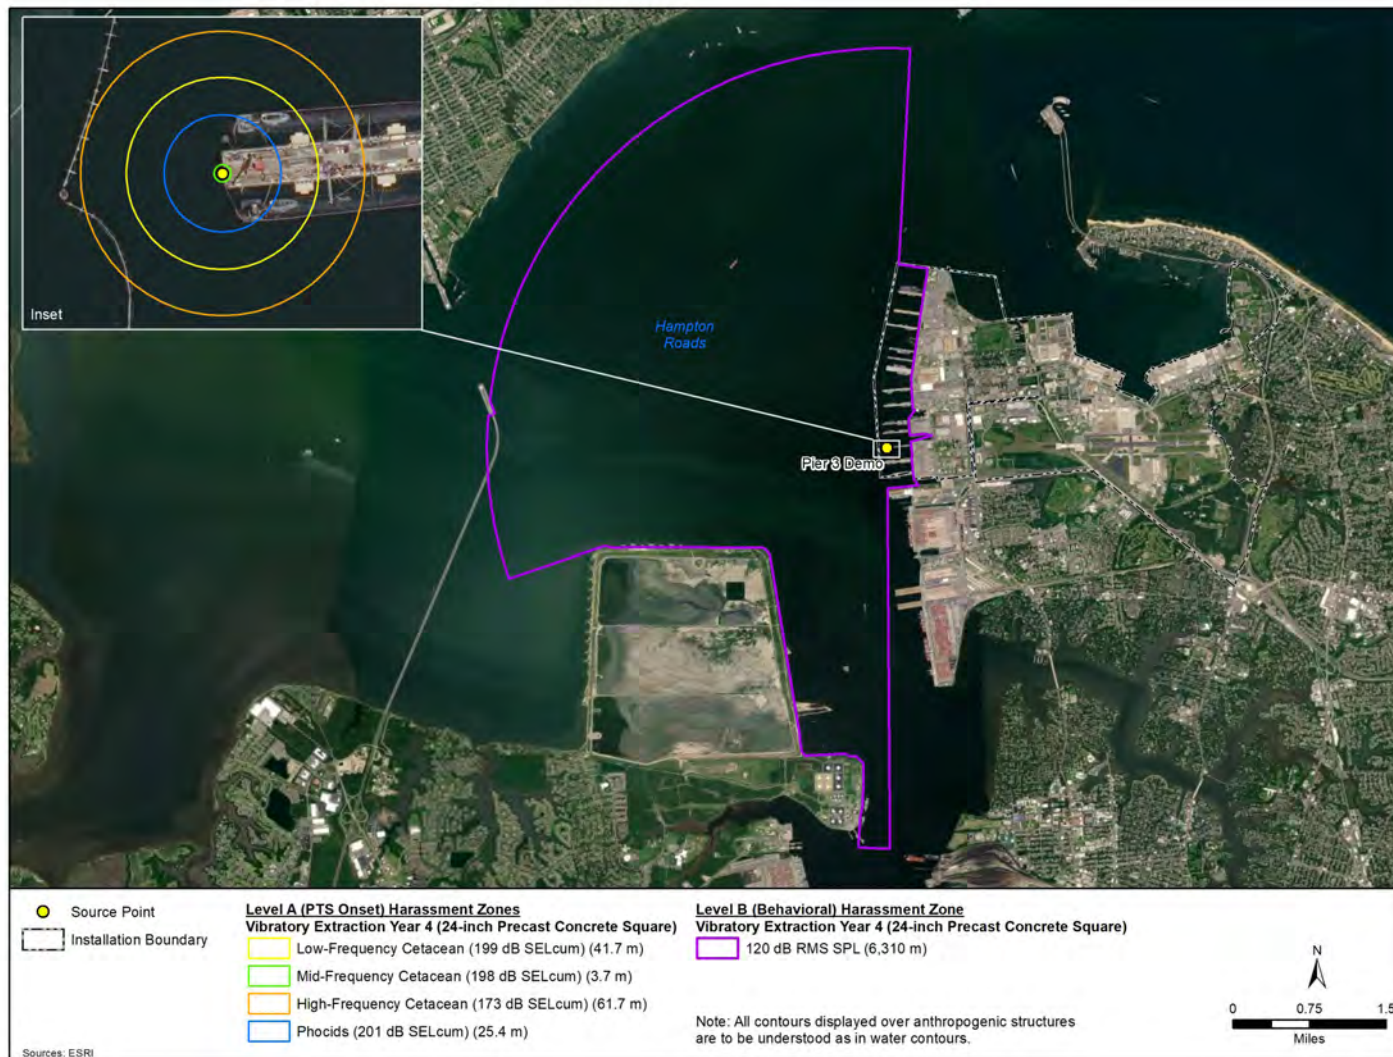 Inset
Hampton
Roads
Pier 3 Demo
Source Point
Installation Boundary
Level A (PTS Onset) Harassment Zones
Vibratory Extraction Year 4 (24-inch Precast Concrete Square)
Low-Frequency Cetacean (199 dB SELcum) (41.7 m)
Mid-Frequency Cetacean (198 dB SELcum) (3.7 m)
High-Frequency Cetacean (173 dB SELcum) (61.7 m)
Phocids (201 dB SELcum) (25.4 m)
Level B (Behavioral) Harassment Zone
Vibratory Extraction Year 4 (24-inch Precast Concrete Square)
120 dB RMS SPL (6,310 m)
Note: All contours displayed over anthropogenic structures
are to be understood as in water contours.
N
0 0.75 1.5
Miles
Sources: ESRI